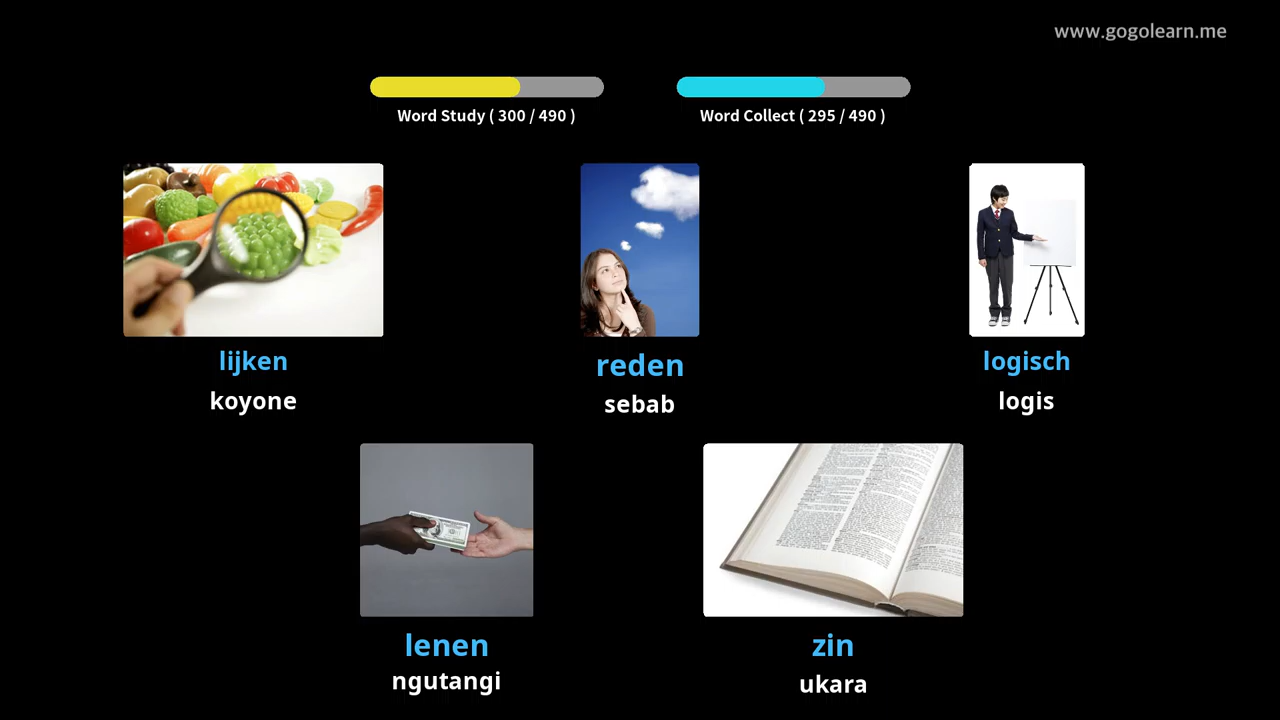 www.gogolearn.me
Word Study ( 300 / 490 )
Word Collect ( 295 / 490 )
lijken
koyone
reden
sebab
logisch
logis
lenen
ngutangi
zin
ukara